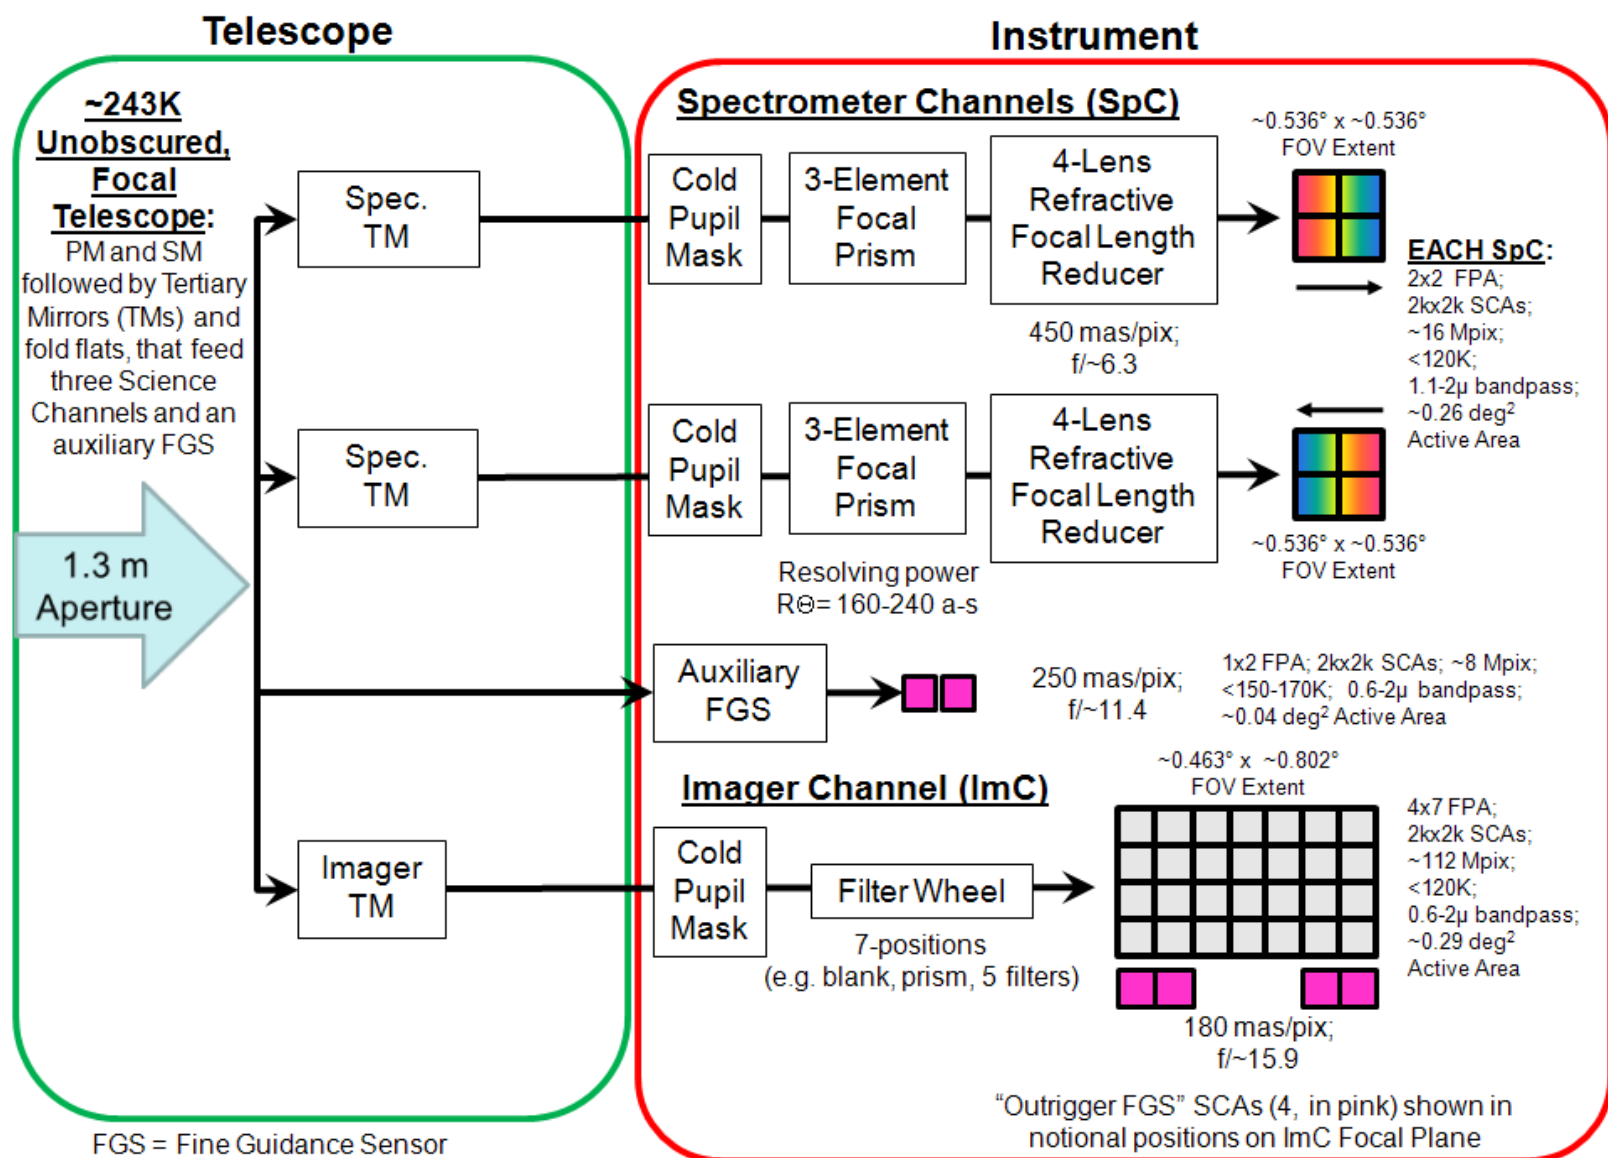 Telescope
~243K
Unobscured,
Focal
Telescope:
PM and SM
followed by Tertiary
Mirrors (TMs) and
fold flats, that feed
three Science
Channels and an
auxiliary FGS
1.3 m
Aperture
Spec.
TM
Spec.
TM
Imager
TM
FGS = Fine Guidance Sensor
Instrument
Spectrometer Channels (SpC)
Cold
Pupil
Mask
3-Element
Focal
Prism
4-Lens
Refractive
Focal Length
Reducer
~0.536° x ~0.536°
FOV Extent
450 mas/pix;
f/~6.3
EACH SpC:
2x2 FPA;
2kx2k SCAs;
~16 Mpix;
<120K;
1.1-2µ bandpass;
~0.26 deg²
Active Area
Cold
Pupil
Mask
3-Element
Focal
Prism
4-Lens
Refractive
Focal Length
Reducer
~0.536° x ~0.536°
FOV Extent
Resolving power
RΘ= 160-240 a-s
Auxiliary
FGS
250 mas/pix;
f/~11.4
1x2 FPA; 2kx2k SCAs; ~8 Mpix;
<150-170K; 0.6-2µ bandpass;
~0.04 deg² Active Area
Imager Channel (ImC)
Cold
Pupil
Mask
Filter Wheel
7-positions
(e.g. blank, prism, 5 filters)
~0.463° x ~0.802°
FOV Extent
4x7 FPA;
2kx2k SCAs;
~112 Mpix;
<120K;
0.6-2µ bandpass;
~0.29 deg²
Active Area
180 mas/pix;
f/~15.9
“Outrigger FGS” SCAs (4, in pink) shown in
notional positions on ImC Focal Plane